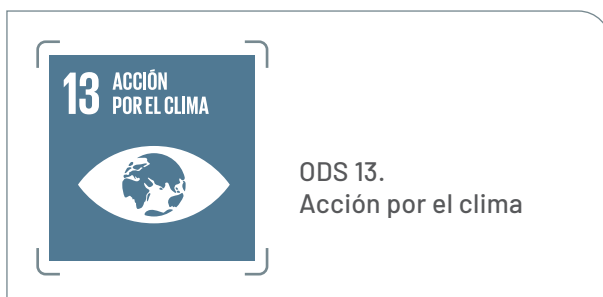 13 ACCIÓN
POR EL CLIMA
ODS 13.
Acción por el clima